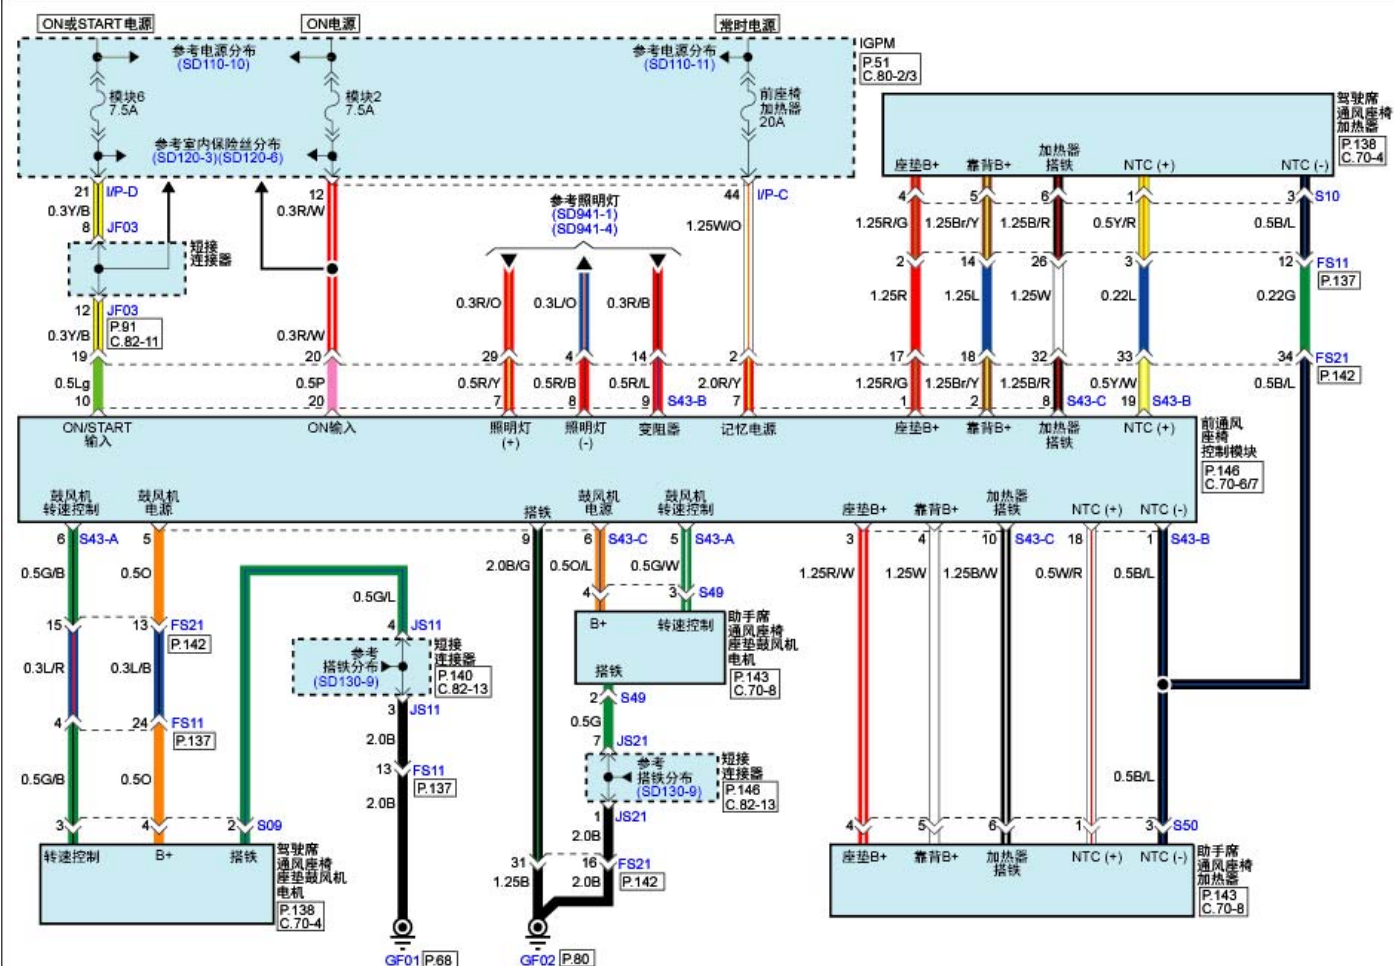 ON或START电源
ON电源
常时电源
参考电源分布
(SD110-10)
参考电源分布
(SD110-11)
IGPM
P.51
C.80-2/3
模块6
7.5A
模块2
7.5A
前座椅
加热器
20A
参考室内保险丝分布
(SD120-3)(SD120-6)
驾驶席
通风座椅
加热器
P.138
C.70-4
座垫B+
靠背B+
加热器
搭铁
NTC (+)
NTC (-)
21
I/P-D
12
44
I/P-C
4
5
6
1
3
S10
0.3Y/B
0.3R/W
参考照明灯
(SD941-1)
(SD941-4)
1.25W/O
1.25R/G
1.25Br/Y
1.25B/R
0.5Y/R
0.5B/L
8
JF03
短接
连接器
2
14
26
3
12
FS11
P.137
12
JF03
P.91
C.82-11
0.3R/O
0.3L/O
0.3R/B
1.25R
1.25L
1.25W
0.22L
0.22G
0.3Y/B
0.3R/W
19
20
29
4
14
2
17
18
32
33
34
FS21
P.142
0.5Lg
0.5P
0.5R/Y
0.5R/B
0.5R/L
2.0R/Y
1.25R/G
1.25Br/Y
1.25B/R
0.5Y/W
0.5B/L
10
20
7
8
9
S43-B
7
1
2
8
S43-C
19
S43-B
ON/START
输入
ON输入
照明灯
(+)
照明灯
(-)
变阻器
记忆电源
座垫B+
靠背B+
加热器
搭铁
NTC (+)
前通风
座椅
控制模块
P.146
C.70-6/7
鼓风机
转速控制
鼓风机
电源
搭铁
鼓风机
电源
鼓风机
转速控制
座垫B+
靠背B+
加热器
搭铁
NTC (+)
NTC (-)
6
S43-A
5
9
6
S43-C
5
S43-A
3
4
10
S43-C
18
1
S43-B
0.5G/B
0.5O
2.0B/G
0.5O/L
0.5G/W
1.25R/W
1.25W
1.25B/W
0.5W/R
0.5B/L
0.5G/L
4
3
S49
15
13
FS21
P.142
4
JS11
B+
转速控制
搭铁
助手席
通风座椅
座垫鼓风机
电机
P.143
C.70-8
0.3L/R
0.3L/B
参考
搭铁分布
(SD130-9)
短接
连接器
P.140
C.82-13
2
S49
4
24
FS11
P.137
3
JS11
0.5G
7
JS21
2.0B
0.5G/B
0.5O
13
FS11
P.137
参考
搭铁分布
(SD130-9)
短接
连接器
P.146
C.82-13
0.5B/L
2.0B
1
JS21
3
4
2
S09
2.0B
4
5
6
1
3
S50
转速控制
B+
搭铁
驾驶席
通风座椅
座垫鼓风机
电机
P.138
C.70-4
31
16
FS21
P.142
1.25B
2.0B
座垫B+
靠背B+
加热器
搭铁
NTC (+)
NTC (-)
助手席
通风座椅
加热器
P.143
C.70-8
GF01
P.68
GF02
P.80